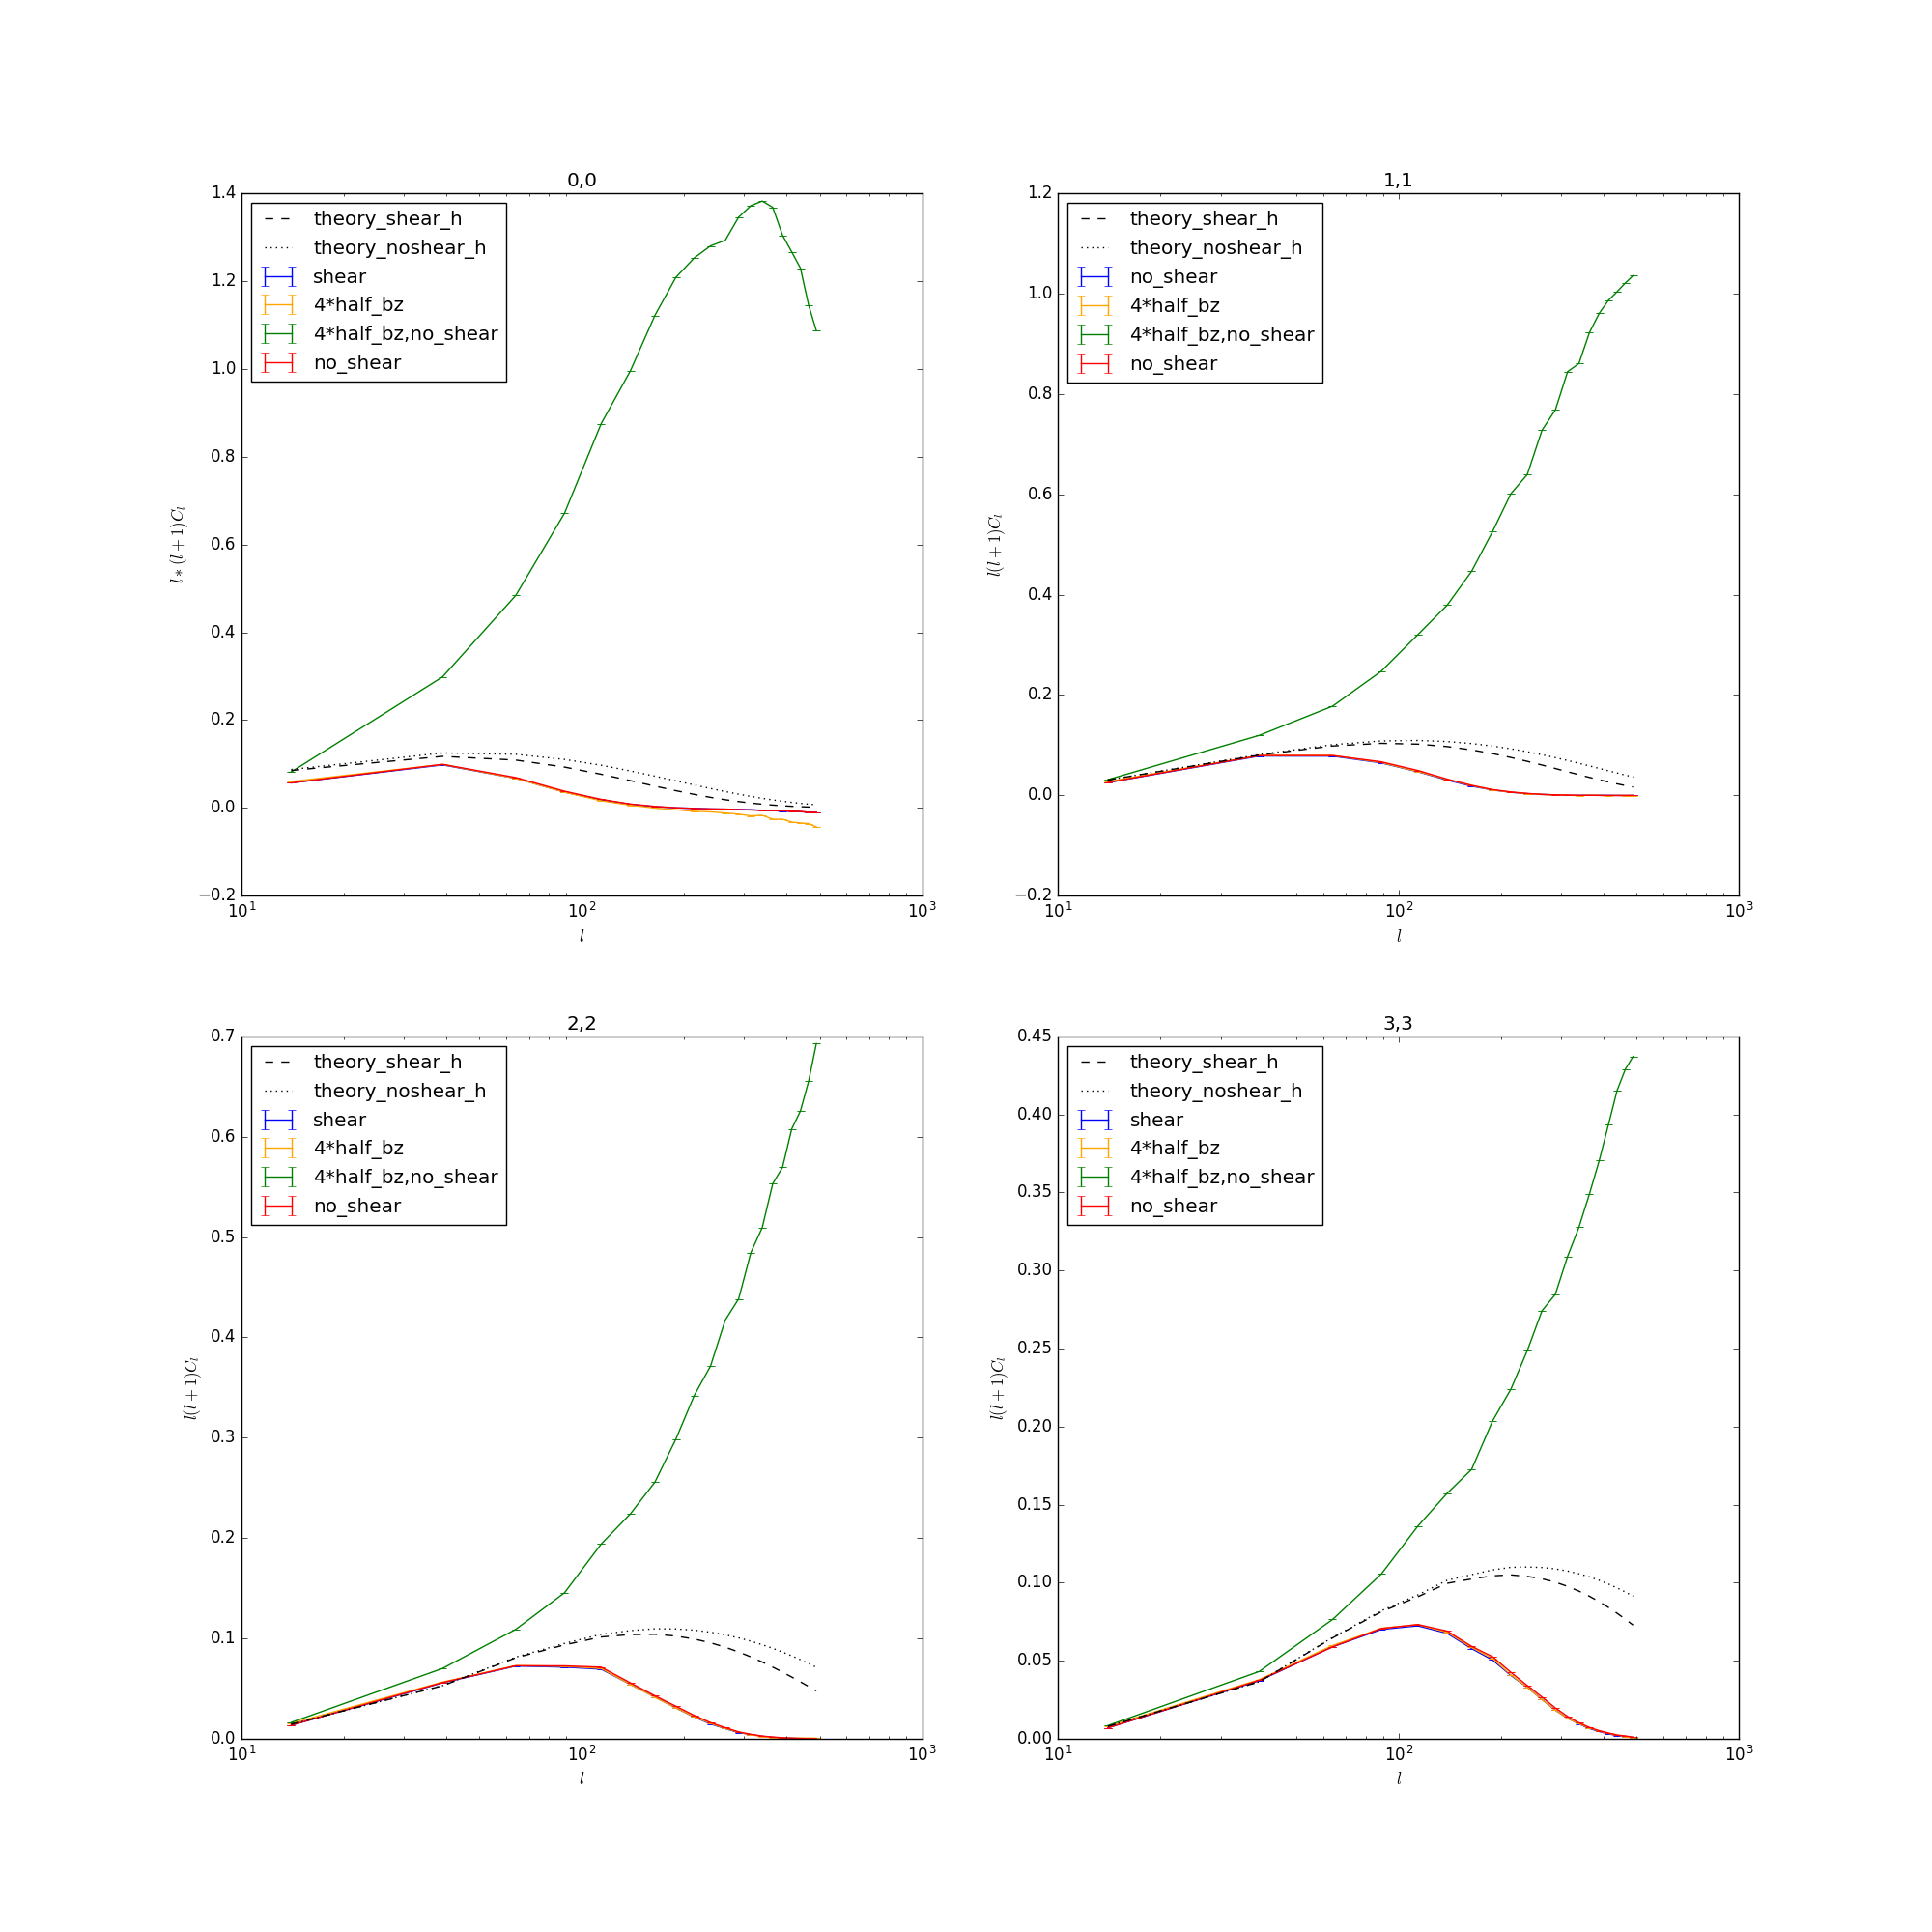 0,0
1.4
1.2
1.0
0.8
0.6
0.4
0.2
0.0
−0.2
l ∗ (l + 1)C_l
theory_shear_h
theory_noshear_h
shear
4*half_bz
4*half_bz,no_shear
no_shear
10^1
10^2
10^3
l
1,1
1.2
1.0
0.8
0.6
0.4
0.2
0.0
−0.2
l(l + 1)C_l
theory_shear_h
theory_noshear_h
no_shear
4*half_bz
4*half_bz,no_shear
no_shear
10^1
10^2
10^3
l
2,2
0.7
0.6
0.5
0.4
0.3
0.2
0.1
0.0
l(l + 1)C_l
theory_shear_h
theory_noshear_h
shear
4*half_bz
4*half_bz,no_shear
no_shear
10^1
10^2
10^3
l
3,3
0.45
0.40
0.35
0.30
0.25
0.20
0.15
0.10
0.05
0.00
l(l + 1)C_l
theory_shear_h
theory_noshear_h
shear
4*half_bz
4*half_bz,no_shear
no_shear
10^1
10^2
10^3
l